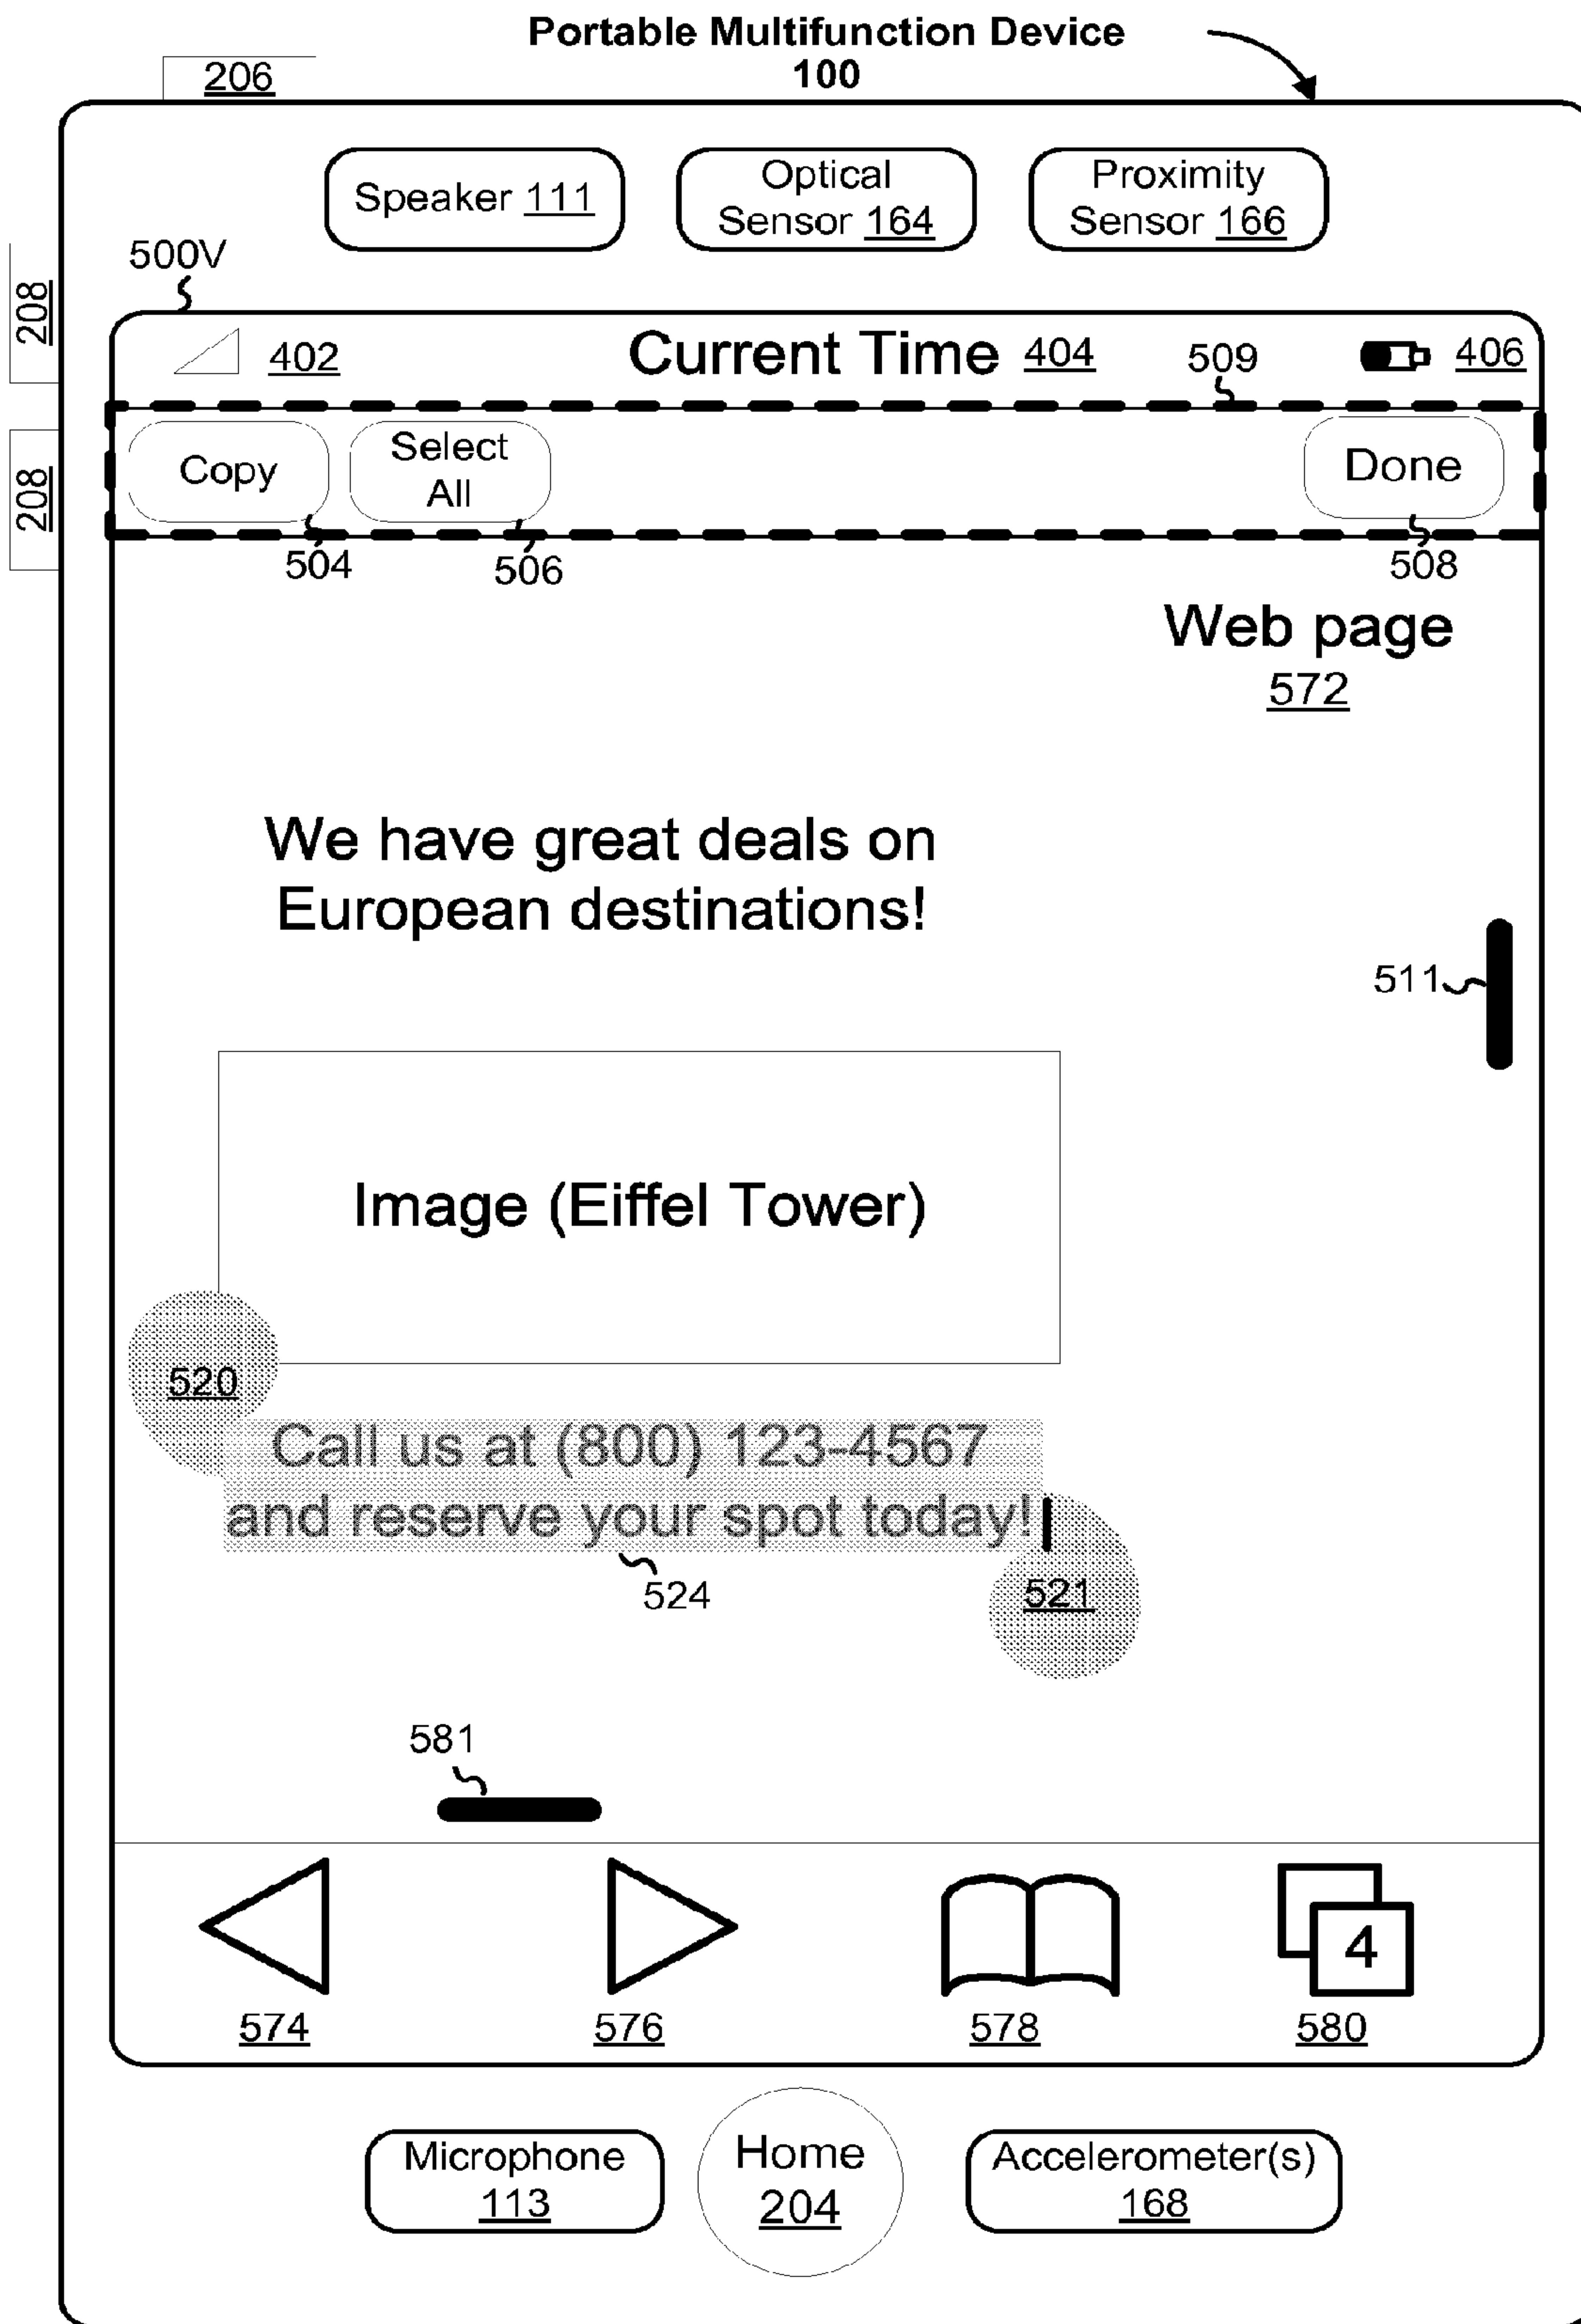 Portable Multifunction Device
100
206
Speaker 111
Optical
Sensor 164
Proximity
Sensor 166
500V
208
402
Current Time 404
509
406
208
Copy
Select
All
Done
504
506
508
Web page
572
We have great deals on
European destinations!
511
Image (Eiffel Tower)
520
Call us at (800) 123-4567
and reserve your spot today!
524
521
581
4
574
576
578
580
Microphone
113
Home
204
Accelerometer(s)
168